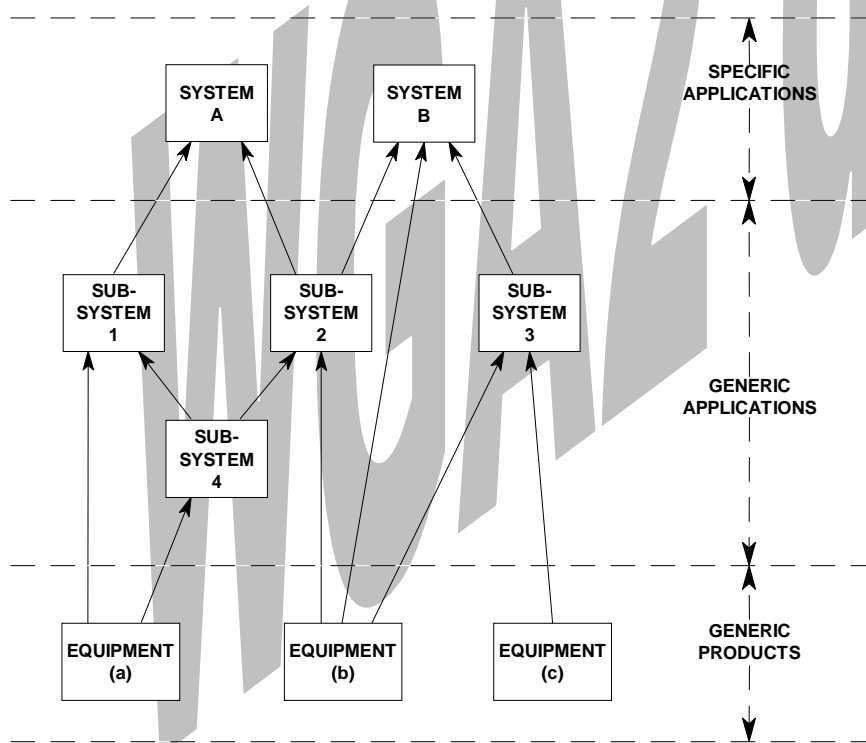 SYSTEM
A
SYSTEM
B
SPECIFIC
APPLICATIONS
SUB-
SYSTEM
1
SUB-
SYSTEM
2
SUB-
SYSTEM
3
GENERIC
APPLICATIONS
SUB-
SYSTEM
4
EQUIPMENT
(a)
EQUIPMENT
(b)
EQUIPMENT
(c)
GENERIC
PRODUCTS